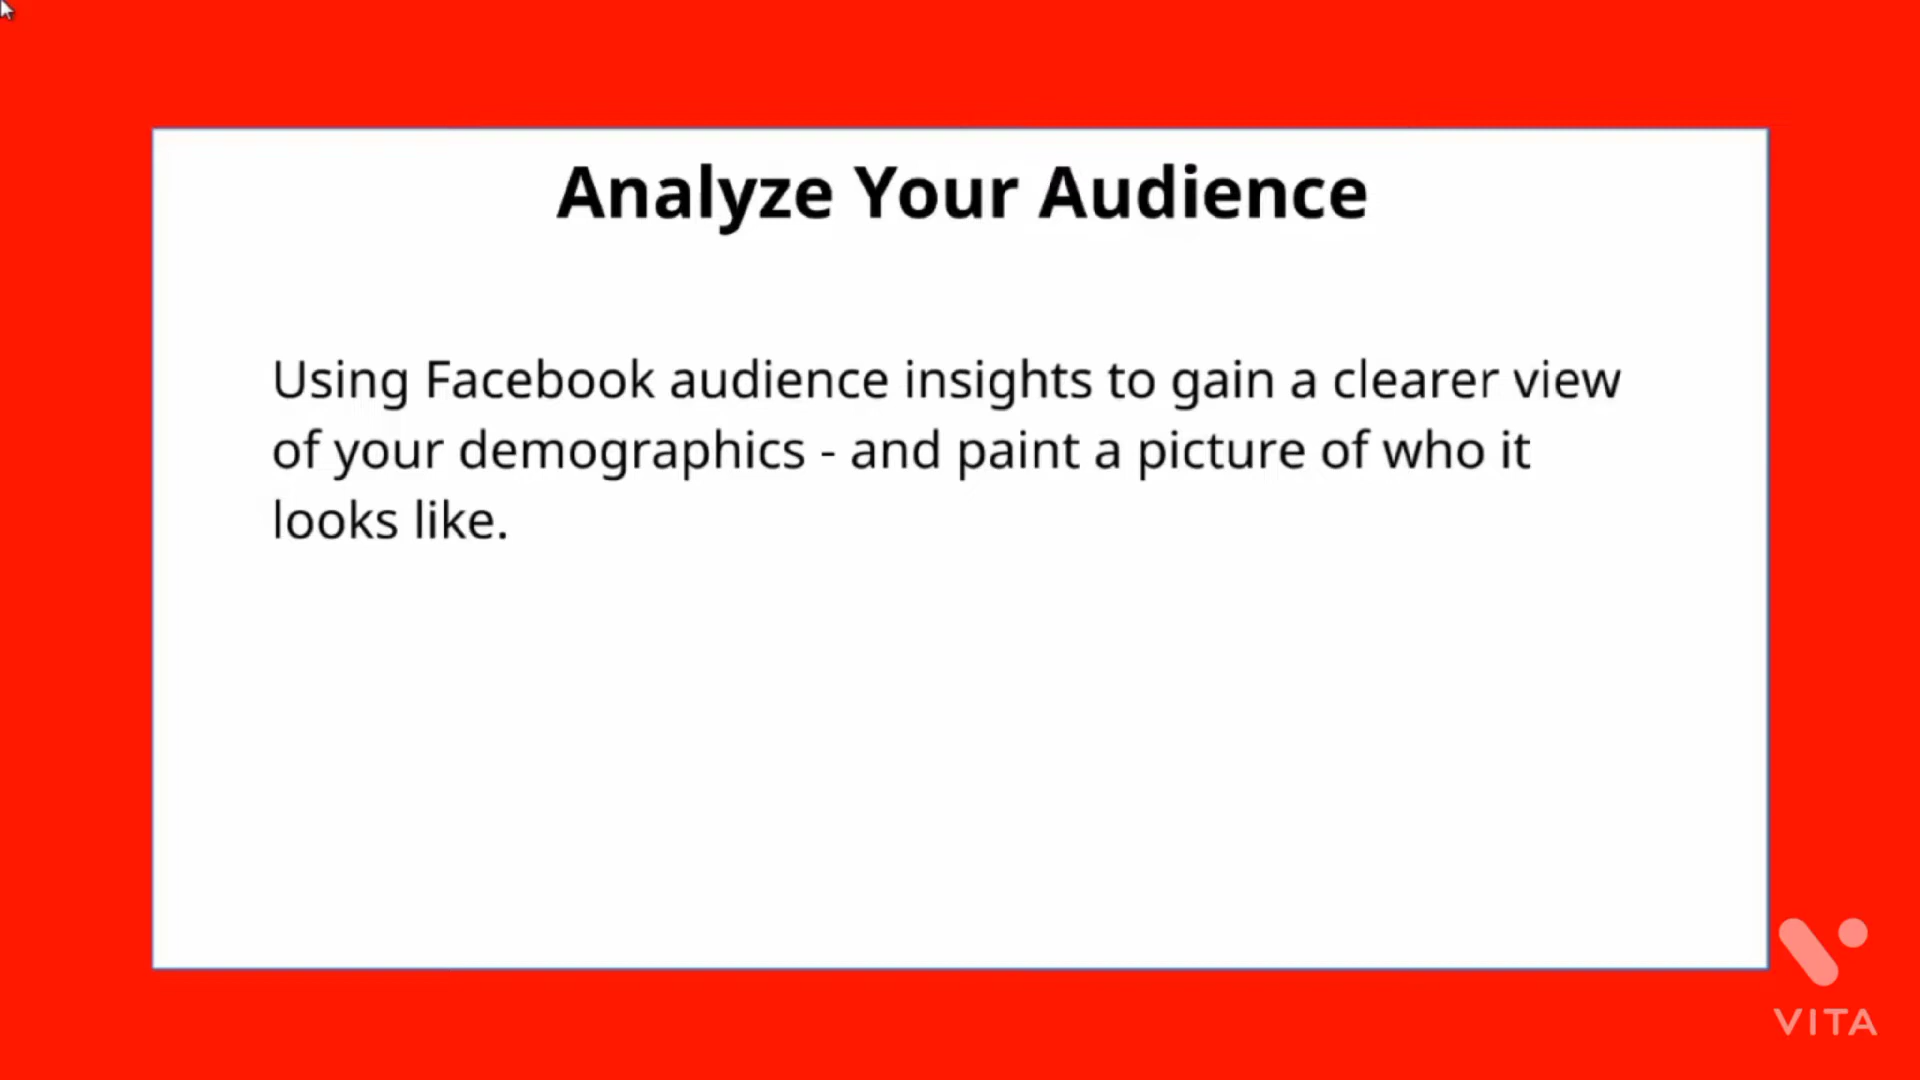 Analyze Your Audience
Using Facebook audience insights to gain a clearer view
of your demographics - and paint a picture of who it
looks like.
VITA